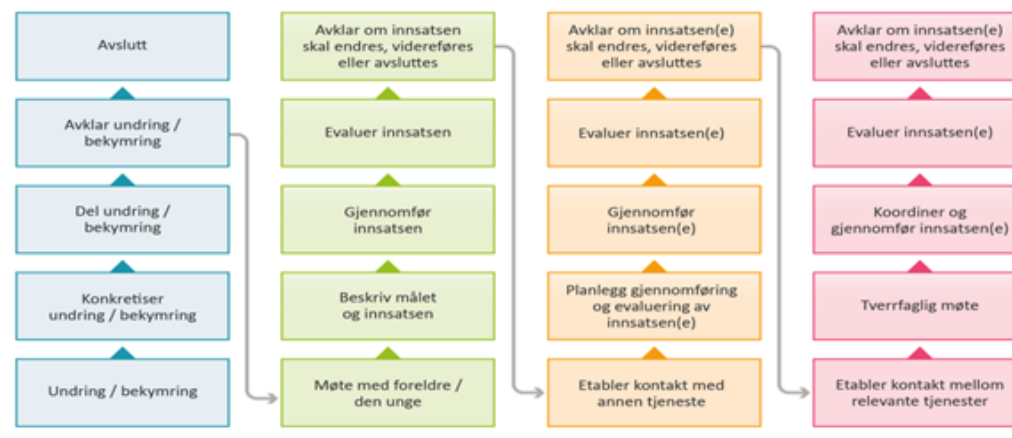 Avslutt
Avklar undring /
bekymring
Del undring /
bekymring
Konkretiser
undring / bekymring
Undring / bekymring
Avklar om innsatsen
skal endres, videreføres
eller avsluttes
Evaluer innsatsen
Gjennomfør
innsatsen
Beskriv målet
og innsatsen
Møte med foreldre /
den unge
Avklar om innsatsen(e)
skal endres, videreføres
eller avsluttes
Evaluer innsatsen(e)
Gjennomfør
innsatsen(e)
Planlegg gjennomføring
og evaluering av
innsatsen(e)
Etabler kontakt med
annen tjeneste
Avklar om innsatsen(e)
skal endres, videreføres
eller avsluttes
Evaluer innsatsen(e)
Koordiner og
gjennomfør innsatsen(e)
Tverrfaglig møte
Etabler kontakt mellom
relevante tjenester